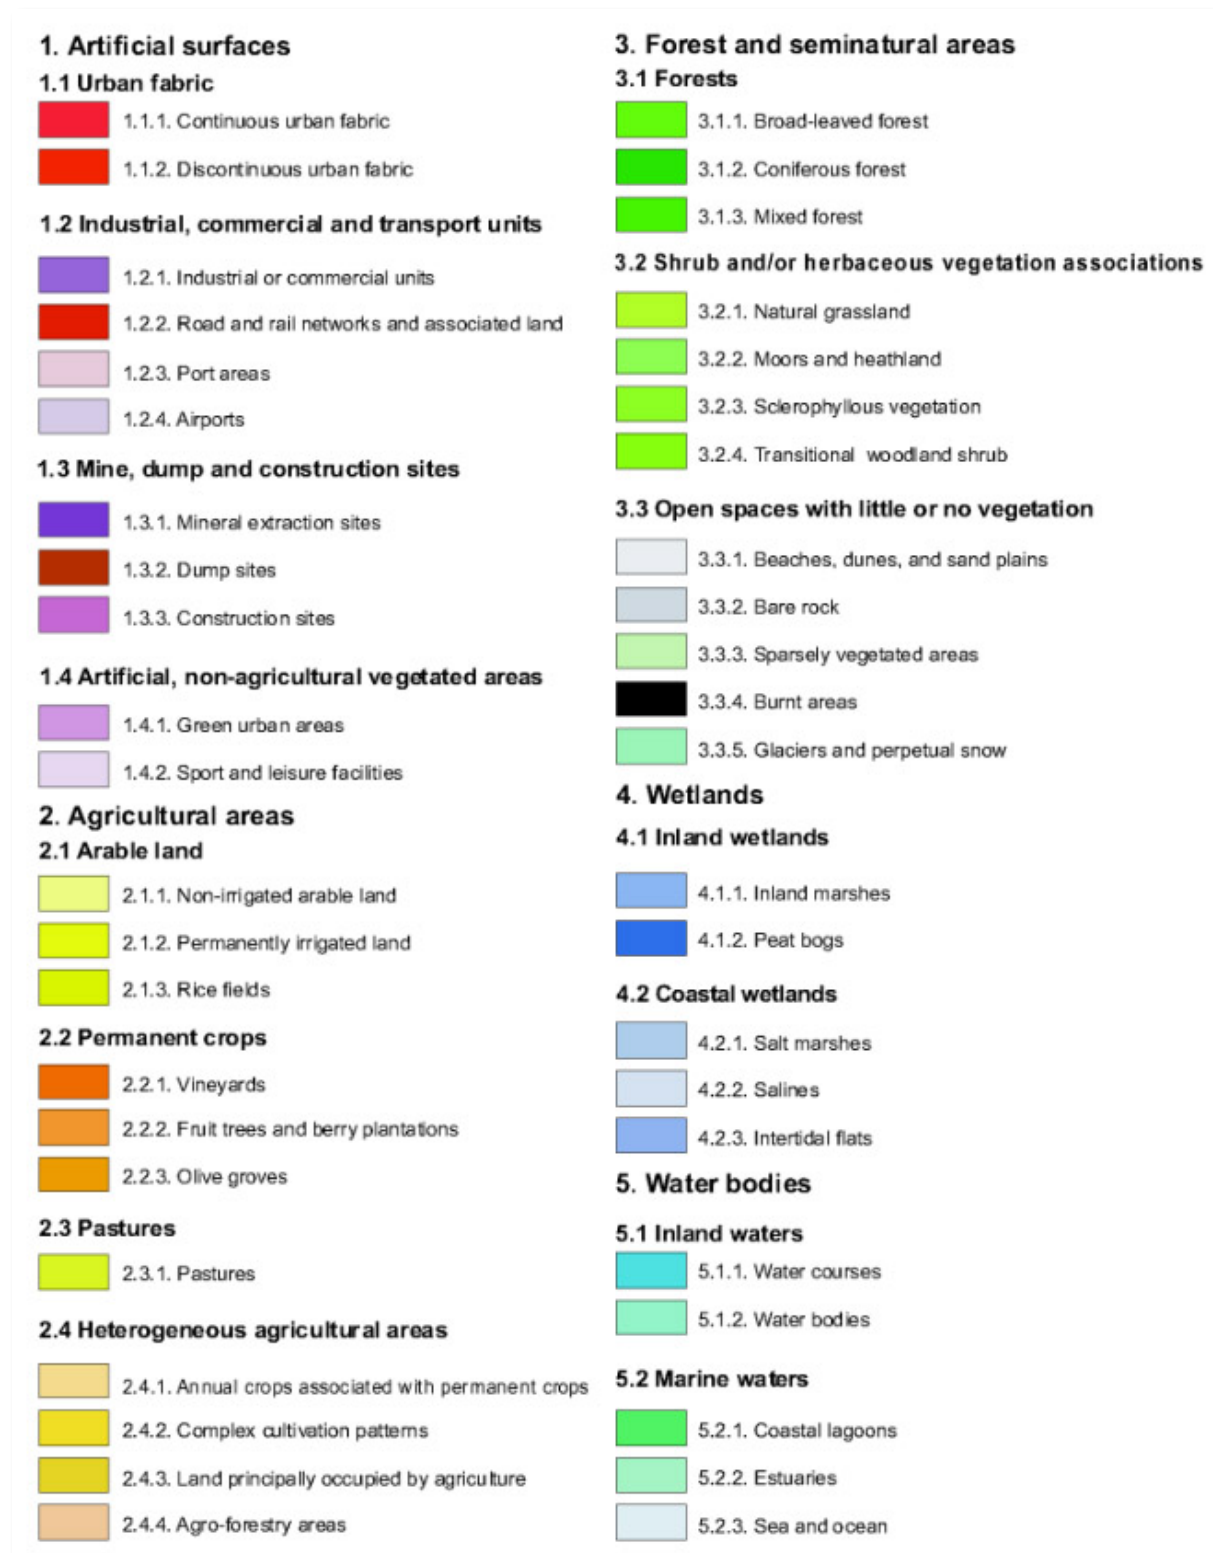 1. Artificial surfaces
1.1 Urban fabric
1.1.1. Continuous urban fabric
1.1.2. Discontinuous urban fabric
1.2 Industrial, commercial and transport units
1.2.1. Industrial or commercial units
1.2.2. Road and rail networks and associated land
1.2.3. Port areas
1.2.4. Airports
1.3 Mine, dump and construction sites
1.3.1. Mineral extraction sites
1.3.2. Dump sites
1.3.3. Construction sites
1.4 Artificial, non-agricultural vegetated areas
1.4.1. Green urban areas
1.4.2. Sport and leisure facilities
2. Agricultural areas
2.1 Arable land
2.1.1. Non-irrigated arable land
2.1.2. Permanently irrigated land
2.1.3. Rice fields
2.2 Permanent crops
2.2.1. Vineyards
2.2.2. Fruit trees and berry plantations
2.2.3. Olive groves
2.3 Pastures
2.3.1. Pastures
2.4 Heterogeneous agricultural areas
2.4.1. Annual crops associated with permanent crops
2.4.2. Complex cultivation patterns
2.4.3. Land principally occupied by agriculture
2.4.4. Agro-forestry areas
3. Forest and seminatural areas
3.1 Forests
3.1.1. Broad-leaved forest
3.1.2. Coniferous forest
3.1.3. Mixed forest
3.2 Shrub and/or herbaceous vegetation associations
3.2.1. Natural grassland
3.2.2. Moors and heathland
3.2.3. Sclerophyllous vegetation
3.2.4. Transitional woodland shrub
3.3 Open spaces with little or no vegetation
3.3.1. Beaches, dunes, and sand plains
3.3.2. Bare rock
3.3.3. Sparsely vegetated areas
3.3.4. Burnt areas
3.3.5. Glaciers and perpetual snow
4. Wetlands
4.1 Inland wetlands
4.1.1. Inland marshes
4.1.2. Peat bogs
4.2 Coastal wetlands
4.2.1. Salt marshes
4.2.2. Salines
4.2.3. Intertidal flats
5. Water bodies
5.1 Inland waters
5.1.1. Water courses
5.1.2. Water bodies
5.2 Marine waters
5.2.1. Coastal lagoons
5.2.2. Estuaries
5.2.3. Sea and ocean